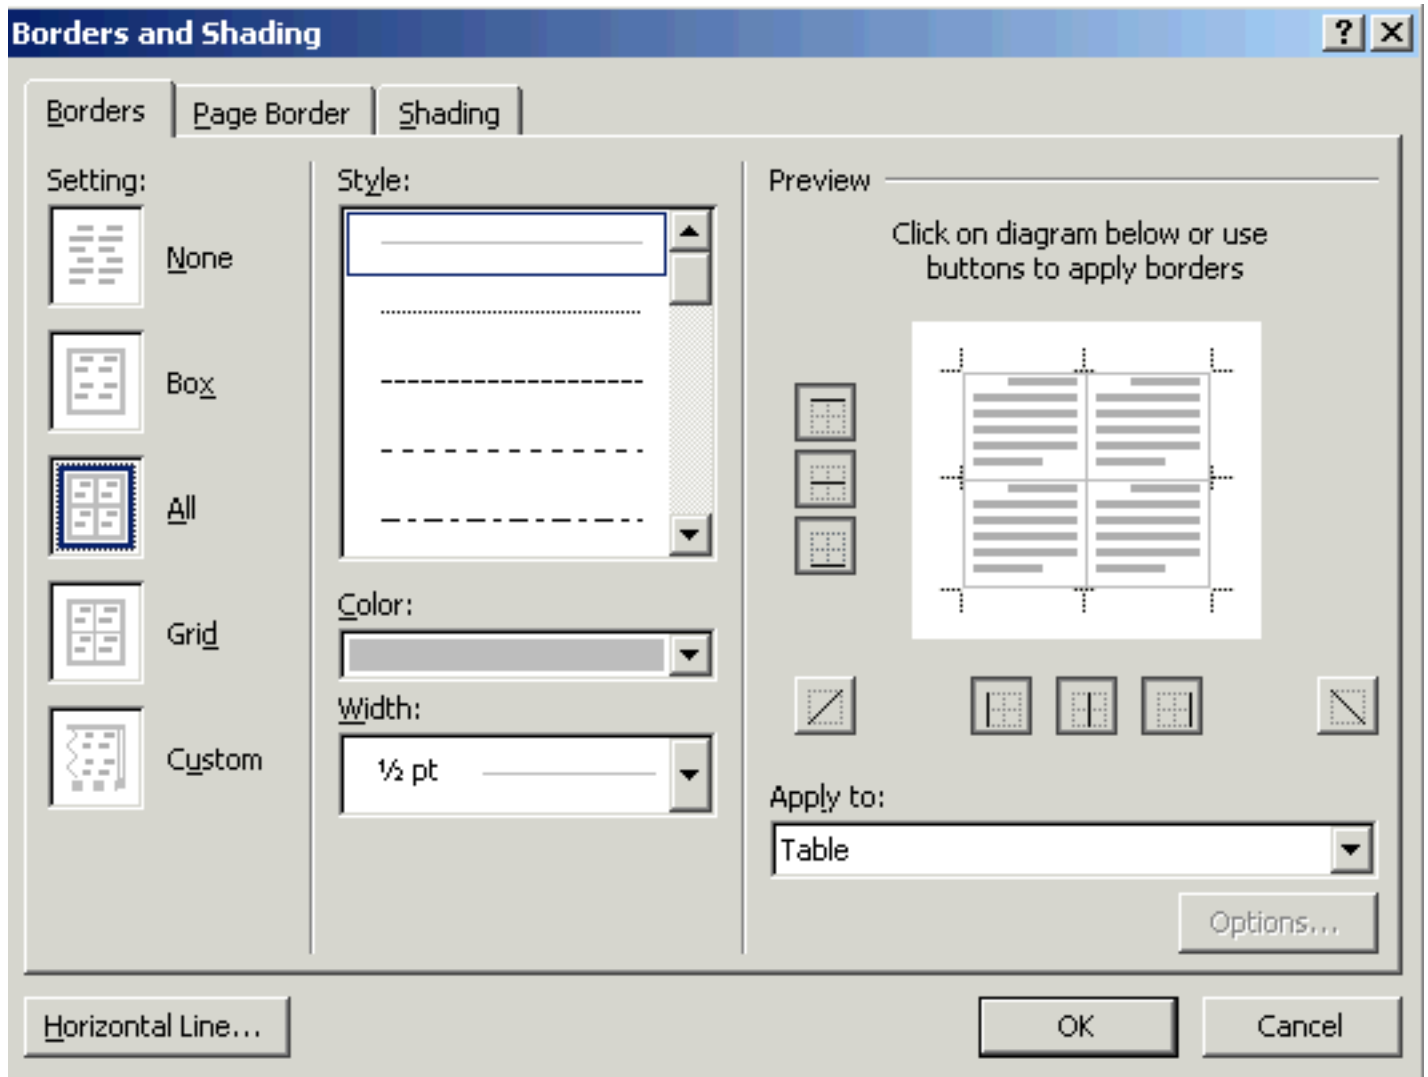 Borders and Shading
Borders
Page Border
Shading
Setting:
None
Box
All
Grid
Custom
Style:
Color:
Width:
½ pt
Preview
Click on diagram below or use
buttons to apply borders
Apply to:
Table
Options...
Horizontal Line...
OK
Cancel